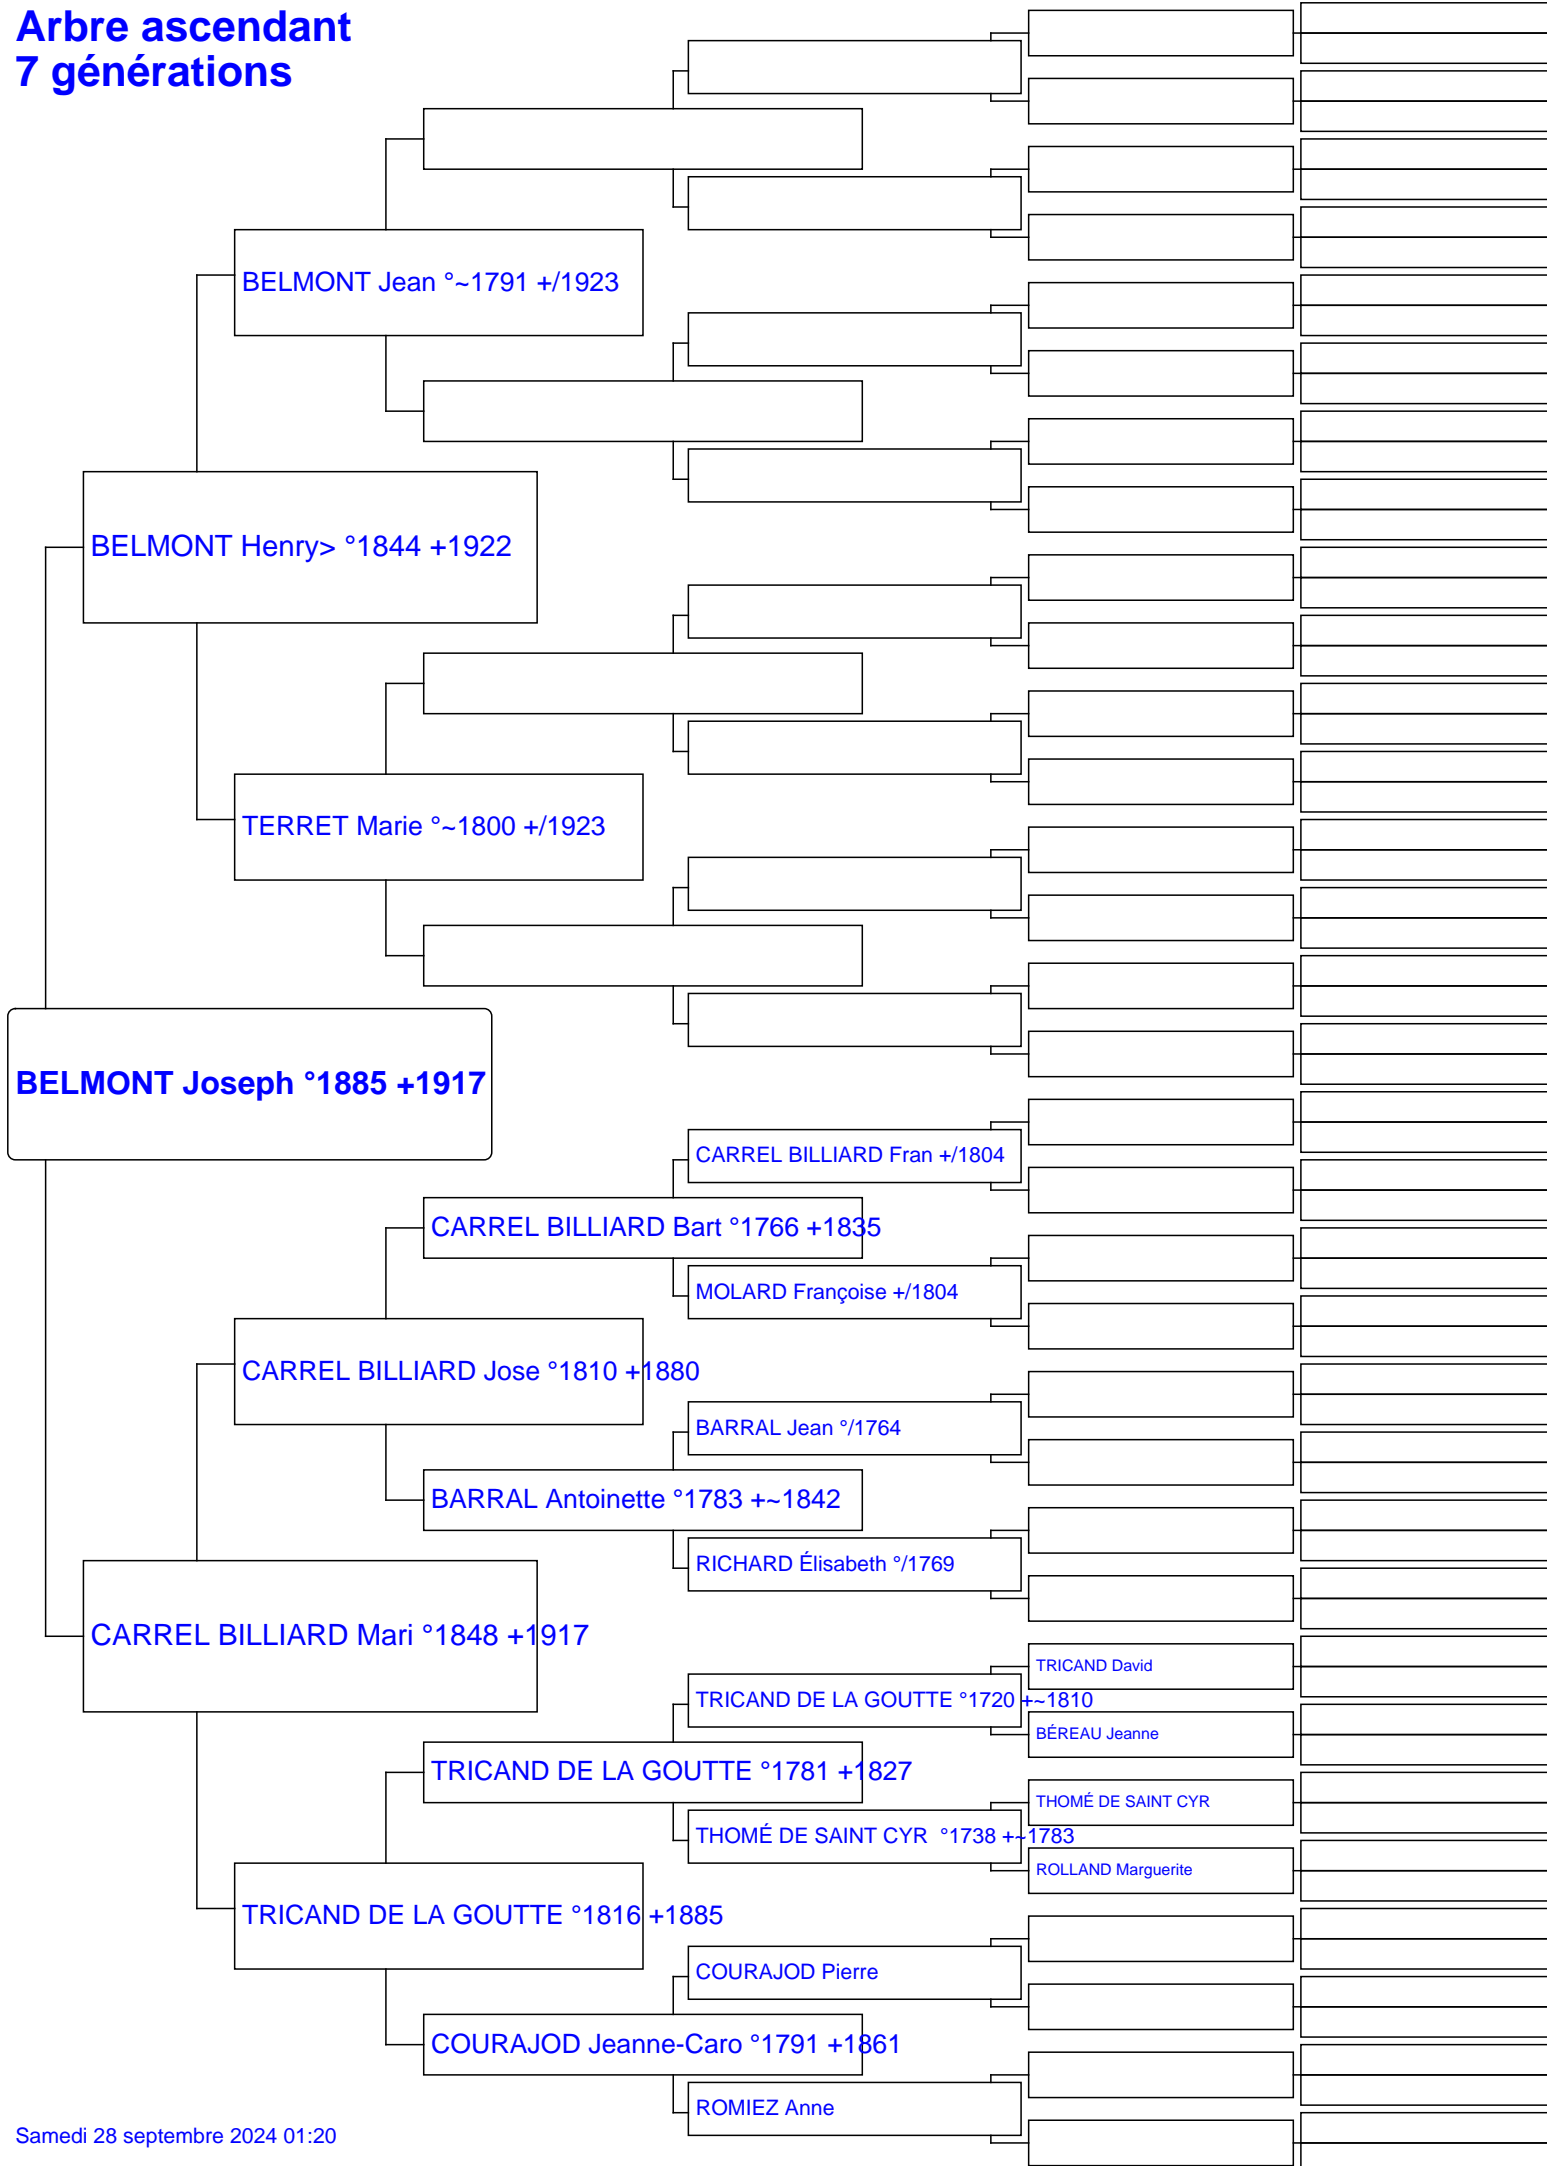 Arbre ascendant
7 générations
BELMONT Jean °~1791 +/1923
BELMONT Henry> °1844 +1922
TERRET Marie °~1800 +/1923
BELMONT Joseph °1885 +1917
CARREL BILLIARD Fran +/1804
CARREL BILLIARD Bart °1766 +1835
MOLARD Françoise +/1804
CARREL BILLIARD Jose °1810 +1880
BARRAL Jean °/1764
BARRAL Antoinette °1783 +~1842
RICHARD Élisabeth °/1769
CARREL BILLIARD Mari °1848 +1917
TRICAND David
TRICAND DE LA GOUTTE °1720 +~1810
BÉREAU Jeanne
TRICAND DE LA GOUTTE °1781 +1827
THOMÉ DE SAINT CYR
THOMÉ DE SAINT CYR °1738 +~1783
ROLLAND Marguerite
TRICAND DE LA GOUTTE °1816 +1885
COURAJOD Pierre
COURAJOD Jeanne-Caro °1791 +1861
ROMIEZ Anne
Samedi 28 septembre 2024 01:20